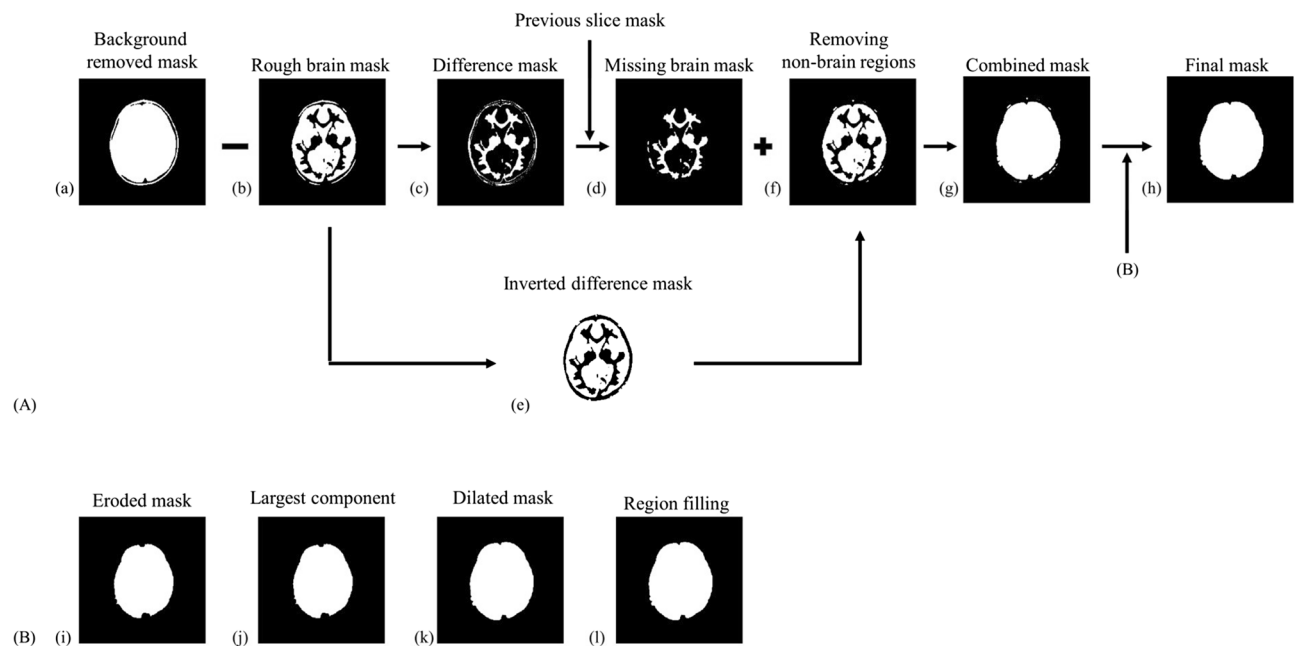 Previous slice mask
Background
removed mask
Rough brain mask
Difference mask
Missing brain mask
Removing
non-brain regions
Combined mask
Final mask
(a)
(b)
(c)
(d)
(f)
(g)
(h)
(B)
Inverted difference mask
(A)
(e)
Eroded mask
Largest component
Dilated mask
Region filling
(B)
(i)
(j)
(k)
(l)